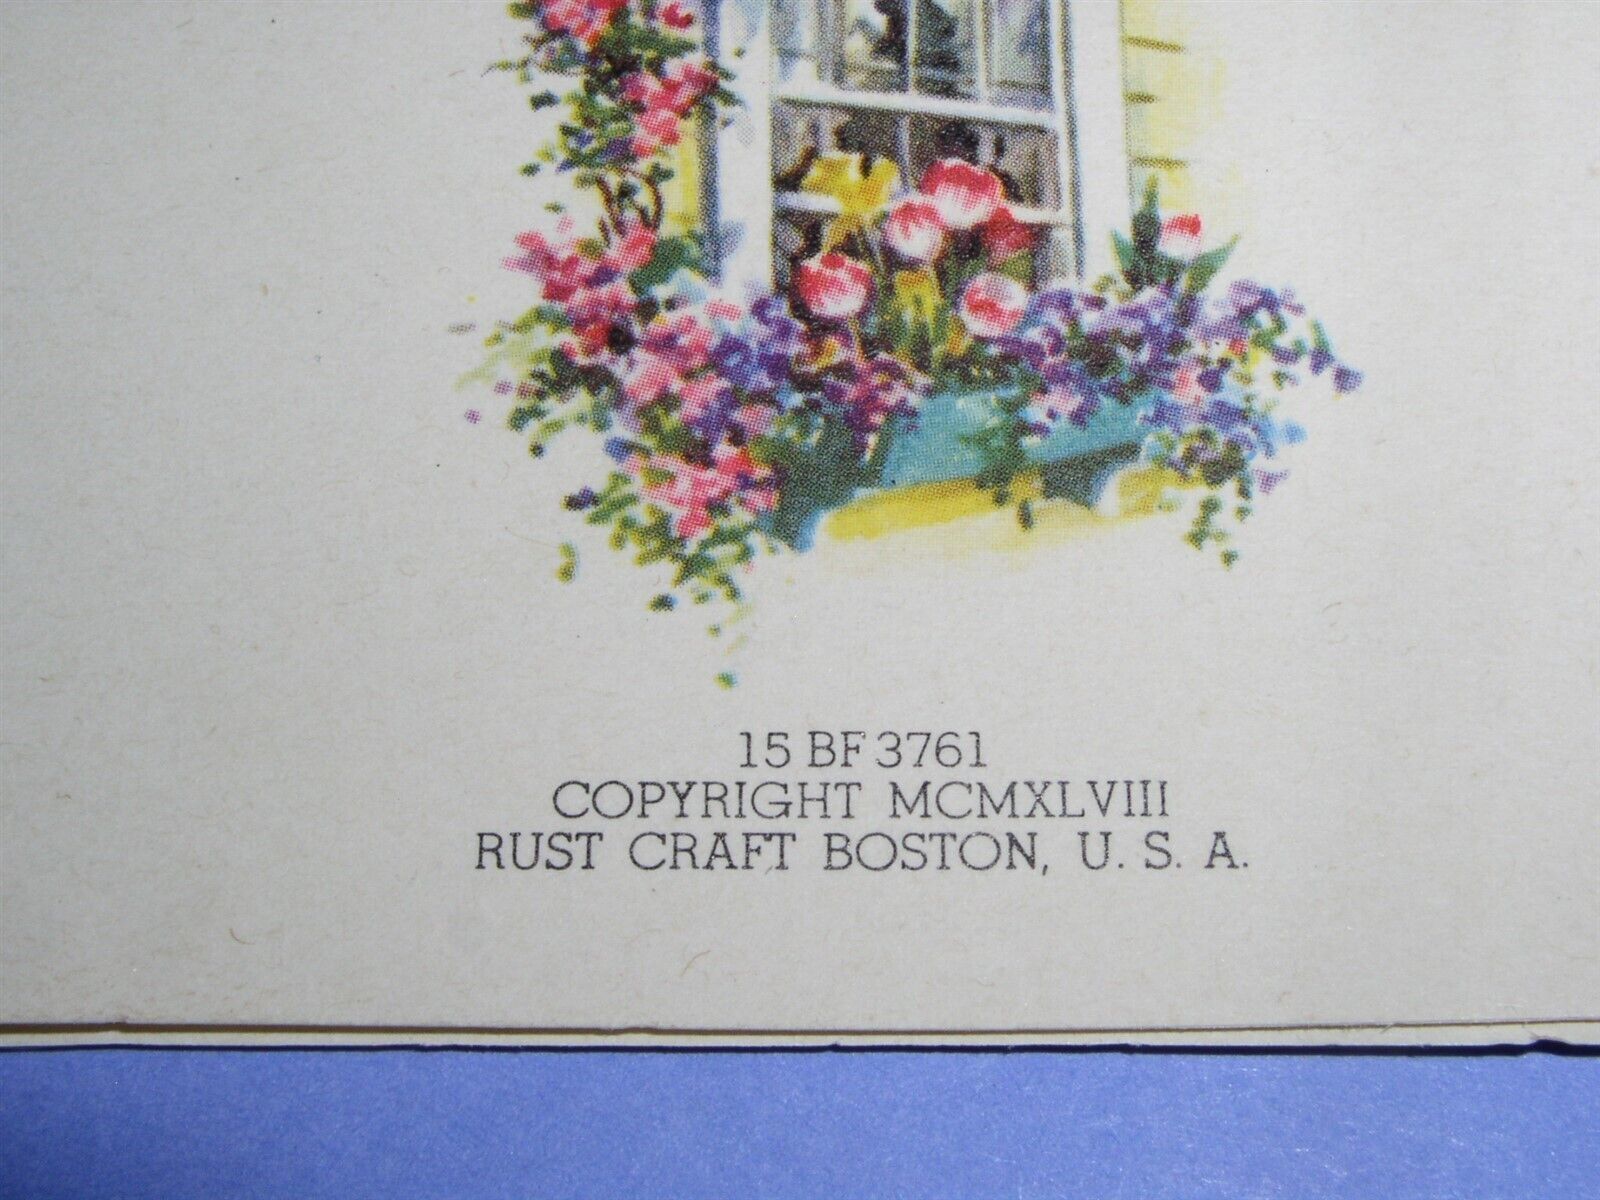 15 BF 3761
COPYRIGHT MCMXLVIII
RUST CRAFT BOSTON, U. S. A.